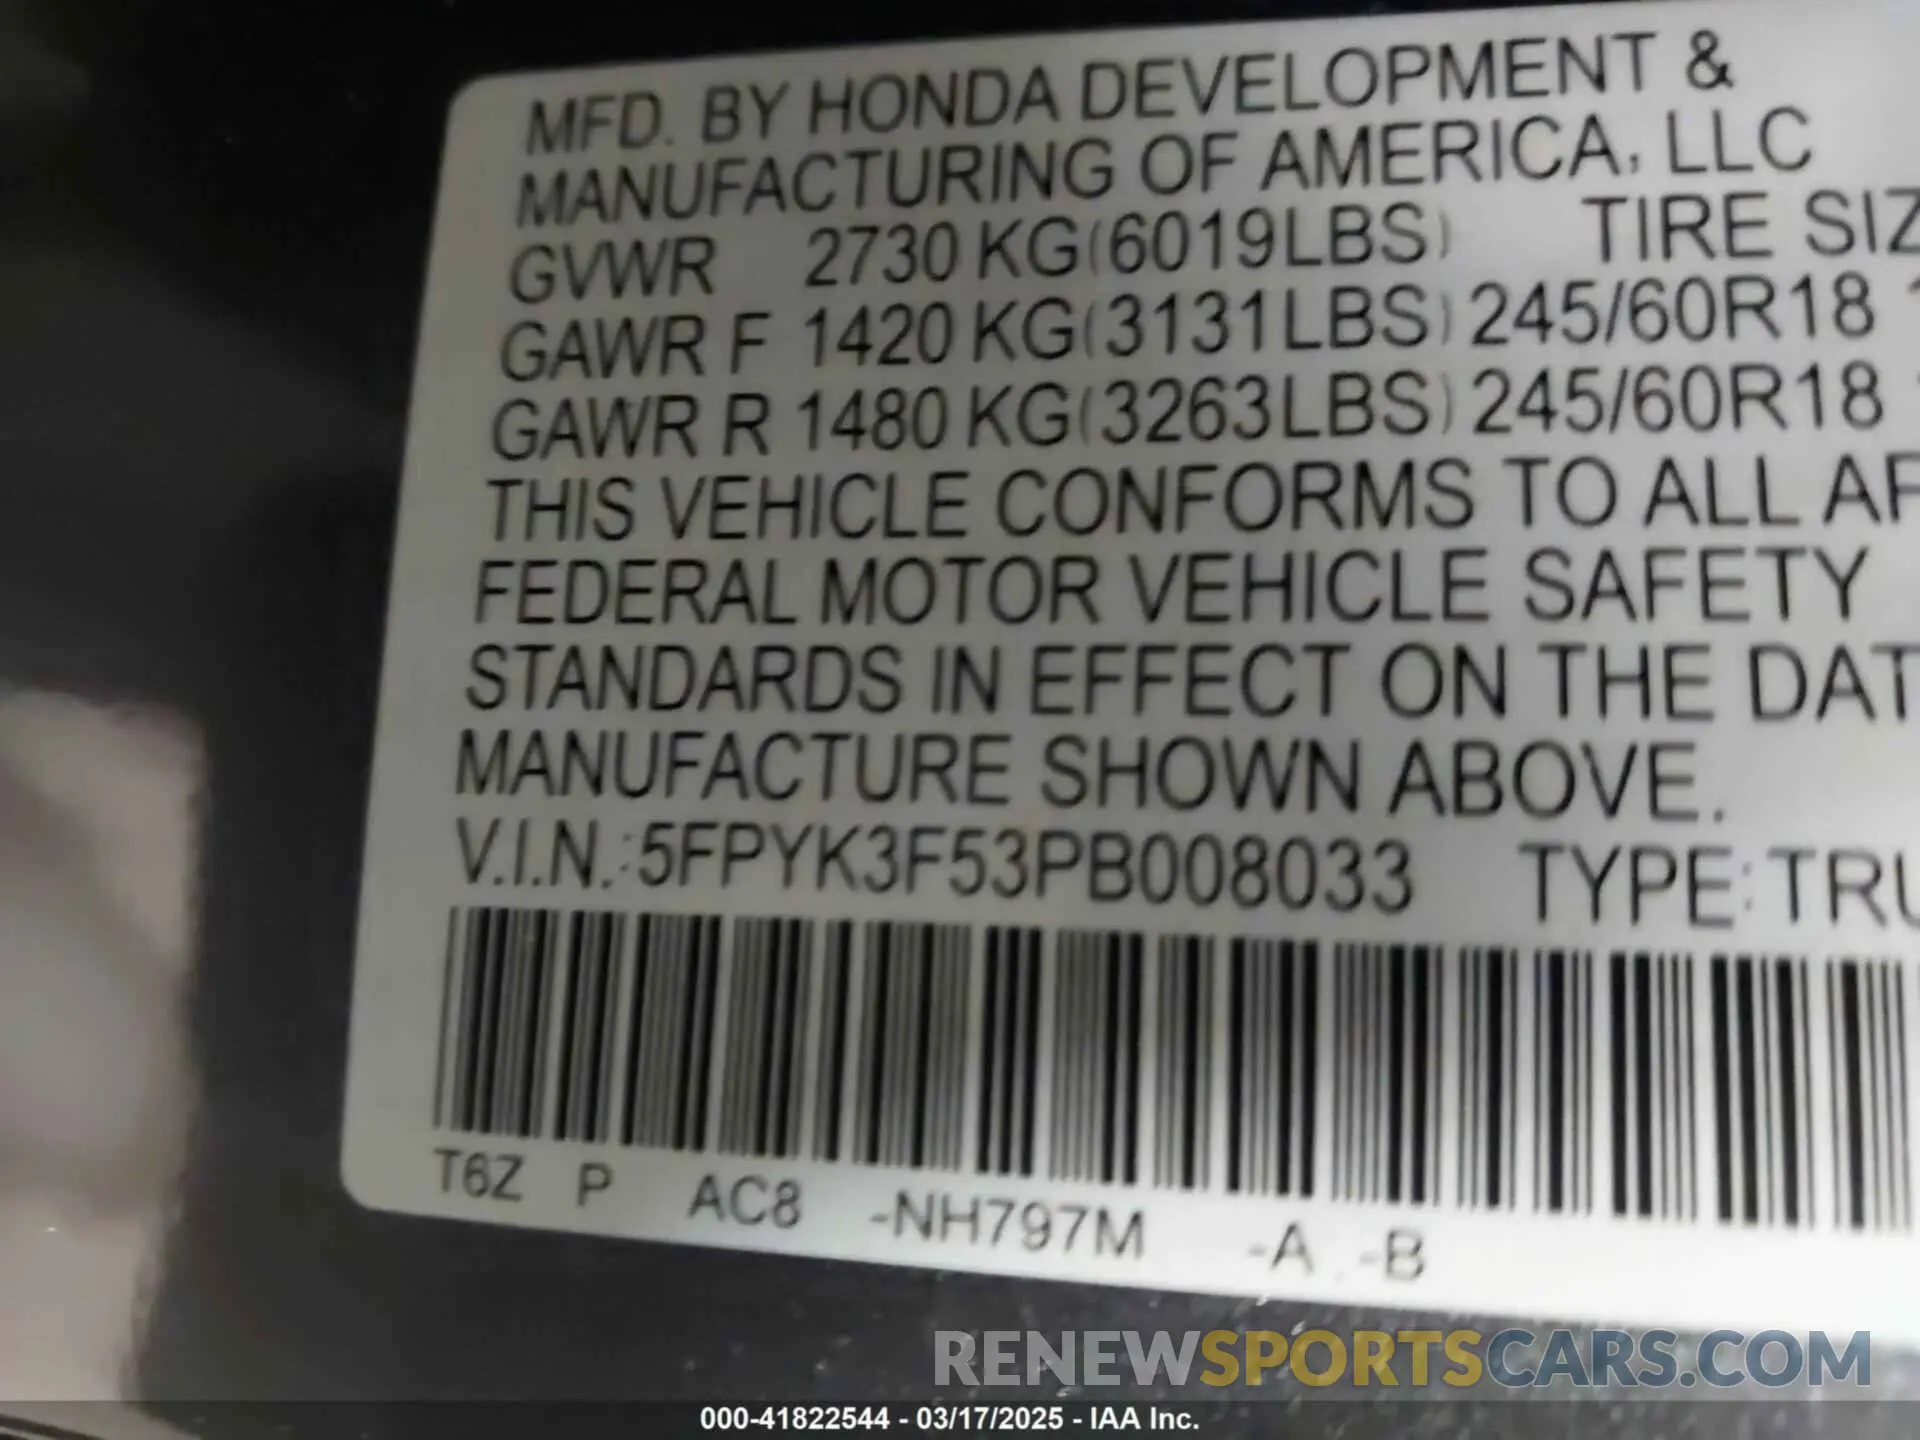 MFD. BY HONDA DEVELOPMENT &
MANUFACTURING OF AMERICA, LLC
GVWR 2730 KG(6019LBS) TIRE SIZ
GAWR F 1420 KG(3131LBS) 245/60R18
GAWR R 1480 KG(3263LBS) 245/60R18
THIS VEHICLE CONFORMS TO ALL AP
FEDERAL MOTOR VEHICLE SAFETY
STANDARDS IN EFFECT ON THE DAT
MANUFACTURE SHOWN ABOVE.
V.I.N.:5FPYK3F53PB008033 TYPE:TRU
T6Z P AC8 -NH797M -A -B
RENEWSPORTSCARS.COM
000-41822544 - 03/17/2025 - IAA Inc.